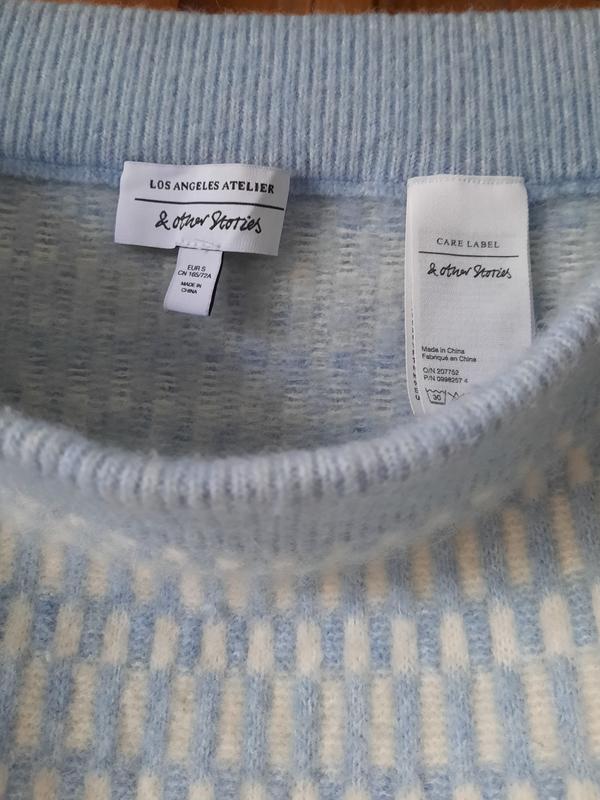 LOS ANGELES ATELIER
& other Stories
EUR S
CN 165/72A
MADE IN
CHINA
CARE LABEL
& other Stories
Made in China
Fabriqué en Chine
O/N 207752
P/N 0998257 4
30